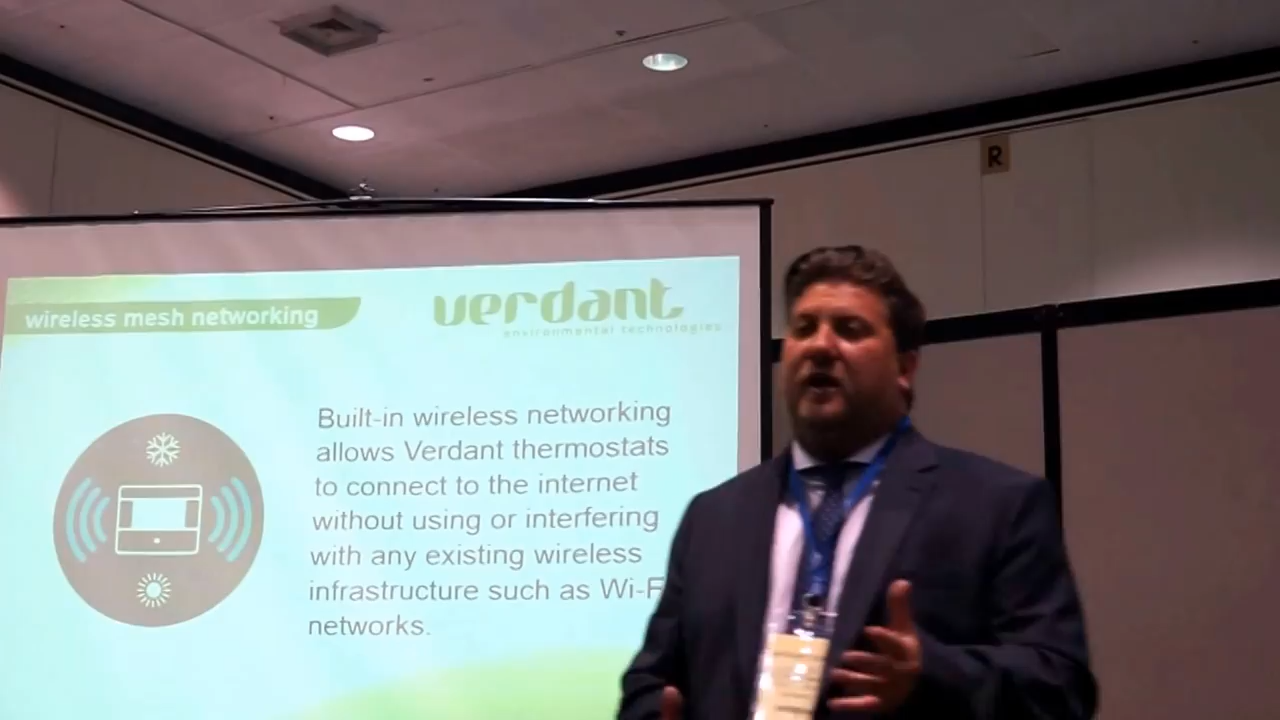 R
wireless mesh networking
verdant
environmental technologies
Built-in wireless networking
allows Verdant thermostats
to connect to the internet
without using or interfering
with any existing wireless
infrastructure such as Wi-F
networks.